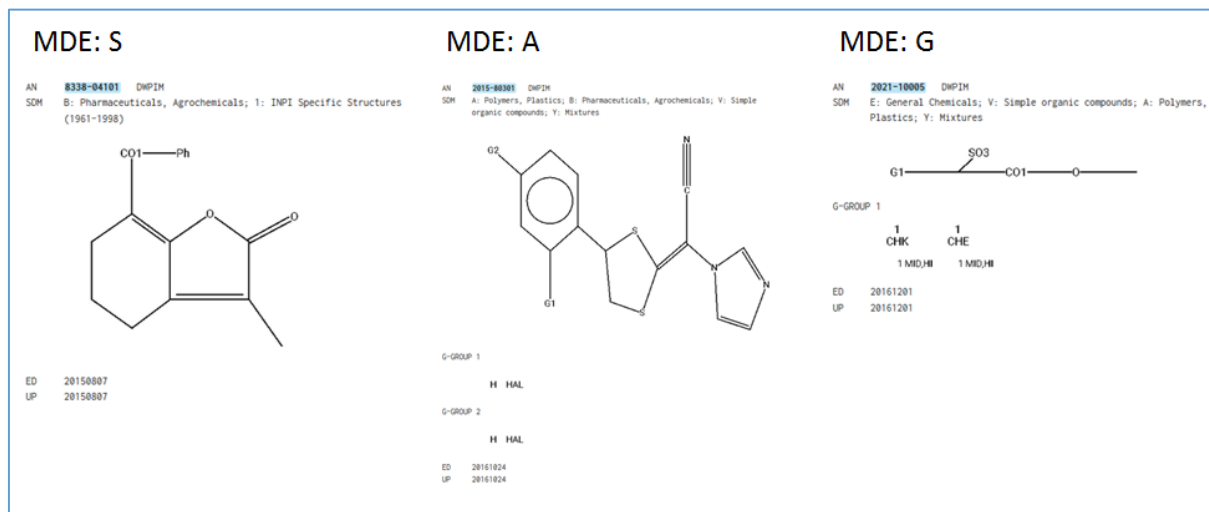 MDE: S
AN 8338-04101 DWPIM
SDM B: Pharmaceuticals, Agrochemicals; 1: INPI Specific Structures
(1961-1998)
CO1 Ph
O
O
ED 20150807
UP 20150807
MDE: A
AN 2015-80301 DWPIM
SDM A: Polymers, Plastics; B: Pharmaceuticals, Agrochemicals; V: Simple
organic compounds; Y: Mixtures
N
G2
C
S
N
N
S
G1
G-GROUP 1
H HAL
G-GROUP 2
H HAL
ED 20161024
UP 20161024
MDE: G
AN 2021-10005 DWPIM
SDM E: General Chemicals; V: Simple organic compounds; A: Polymers,
Plastics; Y: Mixtures
SO3
G1 CO1 O
G-GROUP 1
1 1
CHK CHE
1 MID,HI 1 MID,HI
ED 20161201
UP 20161201